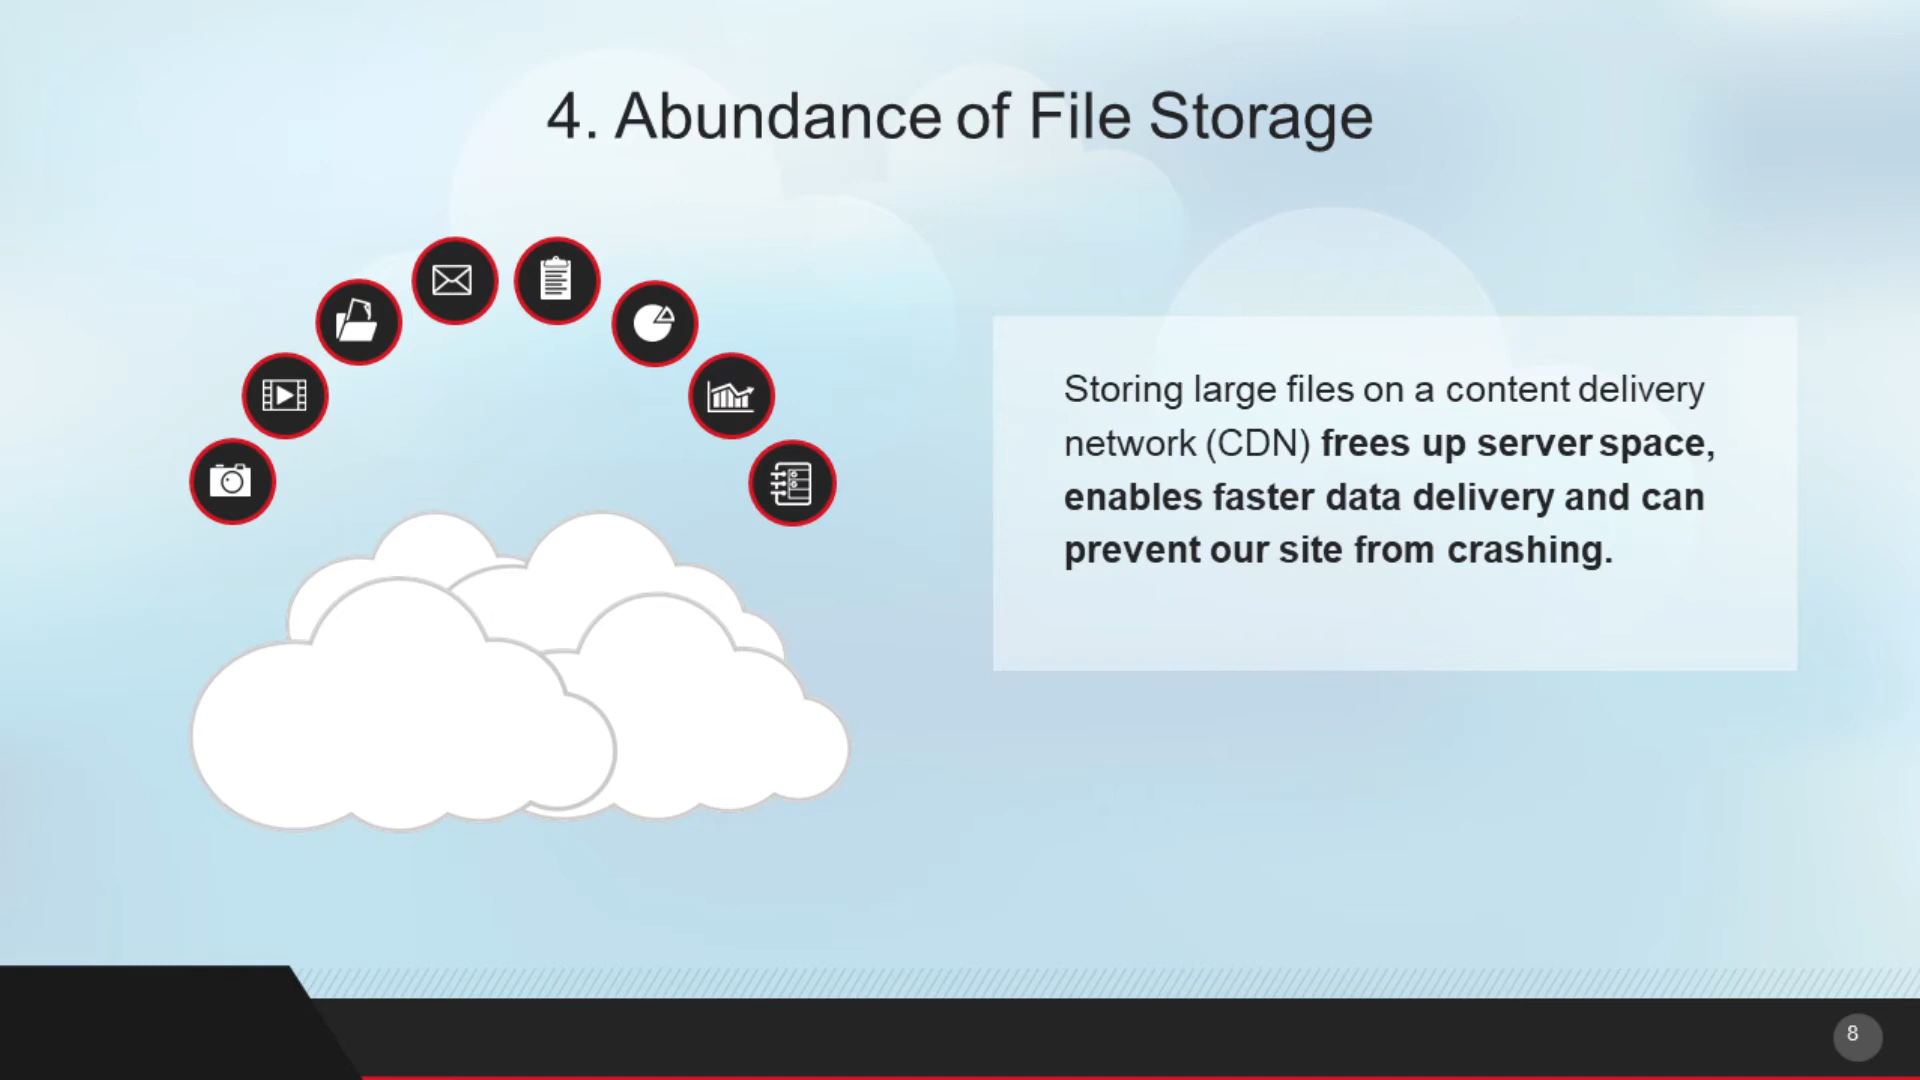 4. Abundance of File Storage
Storing large files on a content delivery
network (CDN) frees up server space,
enables faster data delivery and can
prevent our site from crashing.
8